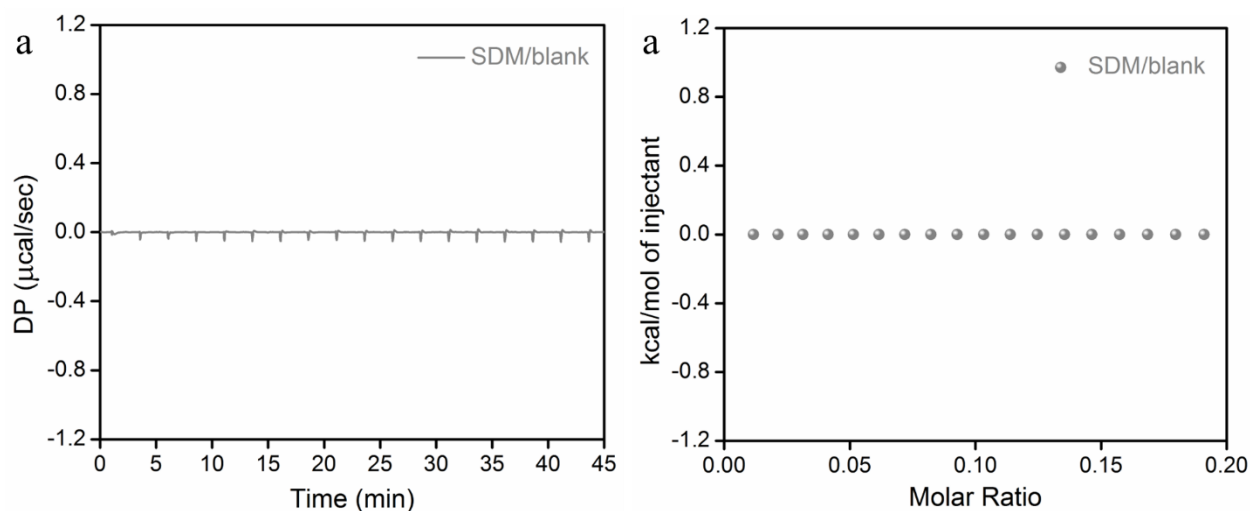 a
SDM/blank
1.2
0.8
0.4
0.0
-0.4
-0.8
-1.2
DP (μcal/sec)
0 5 10 15 20 25 30 35 40 45
Time (min)
a
SDM/blank
1.2
0.8
0.4
0.0
-0.4
-0.8
-1.2
kcal/mol of injectant
0.00 0.05 0.10 0.15 0.20
Molar Ratio